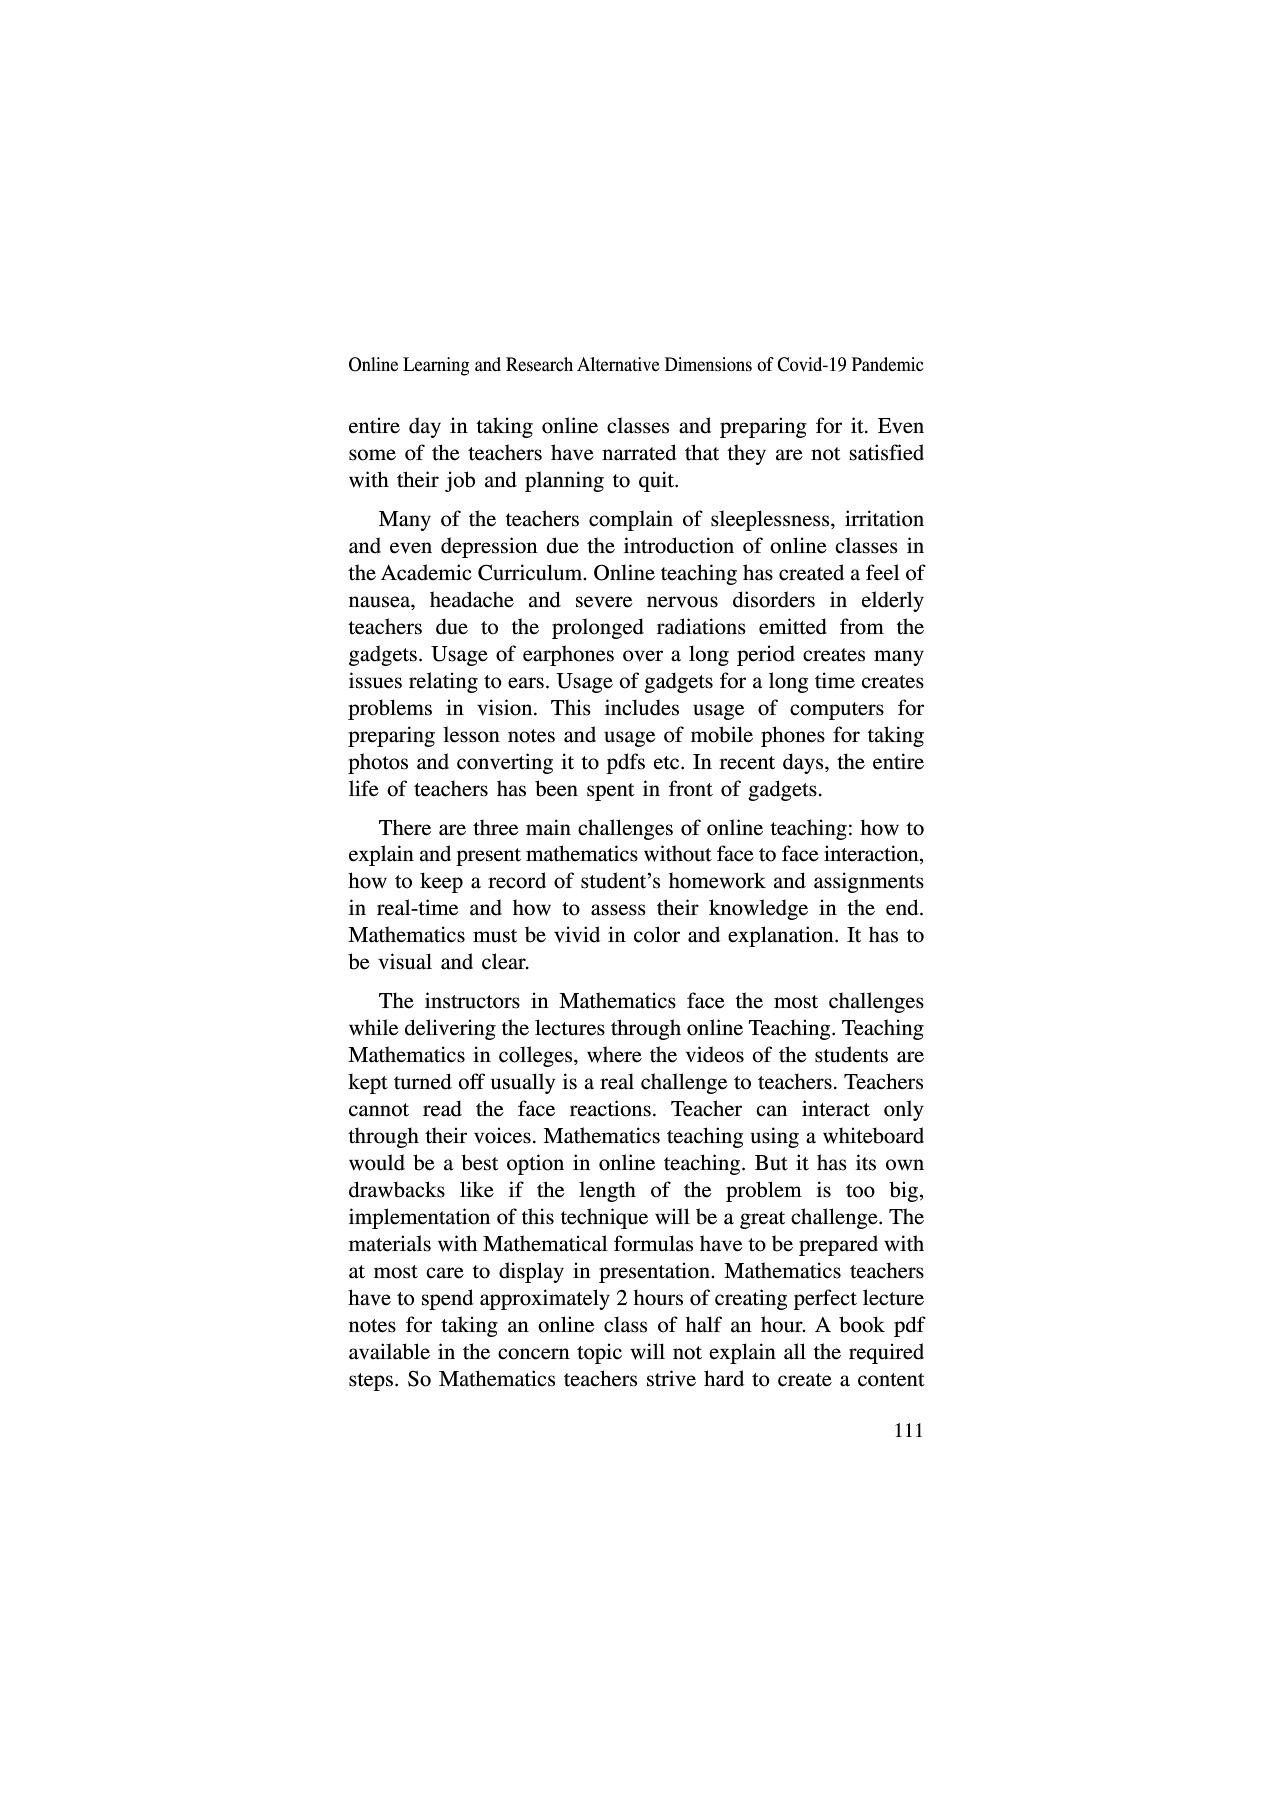 Online Learning and Research Alternative Dimensions of Covid-19 Pandemic
entire day in taking online classes and preparing for it. Even
some of the teachers have narrated that they are not satisfied
with their job and planning to quit.
Many of the teachers complain of sleeplessness, irritation
and even depression due the introduction of online classes in
the Academic Curriculum. Online teaching has created a feel of
nausea, headache and severe nervous disorders in elderly
teachers due to the prolonged radiations emitted from the
gadgets. Usage of earphones over a long period creates many
issues relating to ears. Usage of gadgets for a long time creates
problems in vision. This includes usage of computers for
preparing lesson notes and usage of mobile phones for taking
photos and converting it to pdfs etc. In recent days, the entire
life of teachers has been spent in front of gadgets.
There are three main challenges of online teaching: how to
explain and present mathematics without face to face interaction,
how to keep a record of student’s homework and assignments
in real-time and how to assess their knowledge in the end.
Mathematics must be vivid in color and explanation. It has to
be visual and clear.
The instructors in Mathematics face the most challenges
while delivering the lectures through online Teaching. Teaching
Mathematics in colleges, where the videos of the students are
kept turned off usually is a real challenge to teachers. Teachers
cannot read the face reactions. Teacher can interact only
through their voices. Mathematics teaching using a whiteboard
would be a best option in online teaching. But it has its own
drawbacks like if the length of the problem is too big,
implementation of this technique will be a great challenge. The
materials with Mathematical formulas have to be prepared with
at most care to display in presentation. Mathematics teachers
have to spend approximately 2 hours of creating perfect lecture
notes for taking an online class of half an hour. A book pdf
available in the concern topic will not explain all the required
steps. So Mathematics teachers strive hard to create a content
111